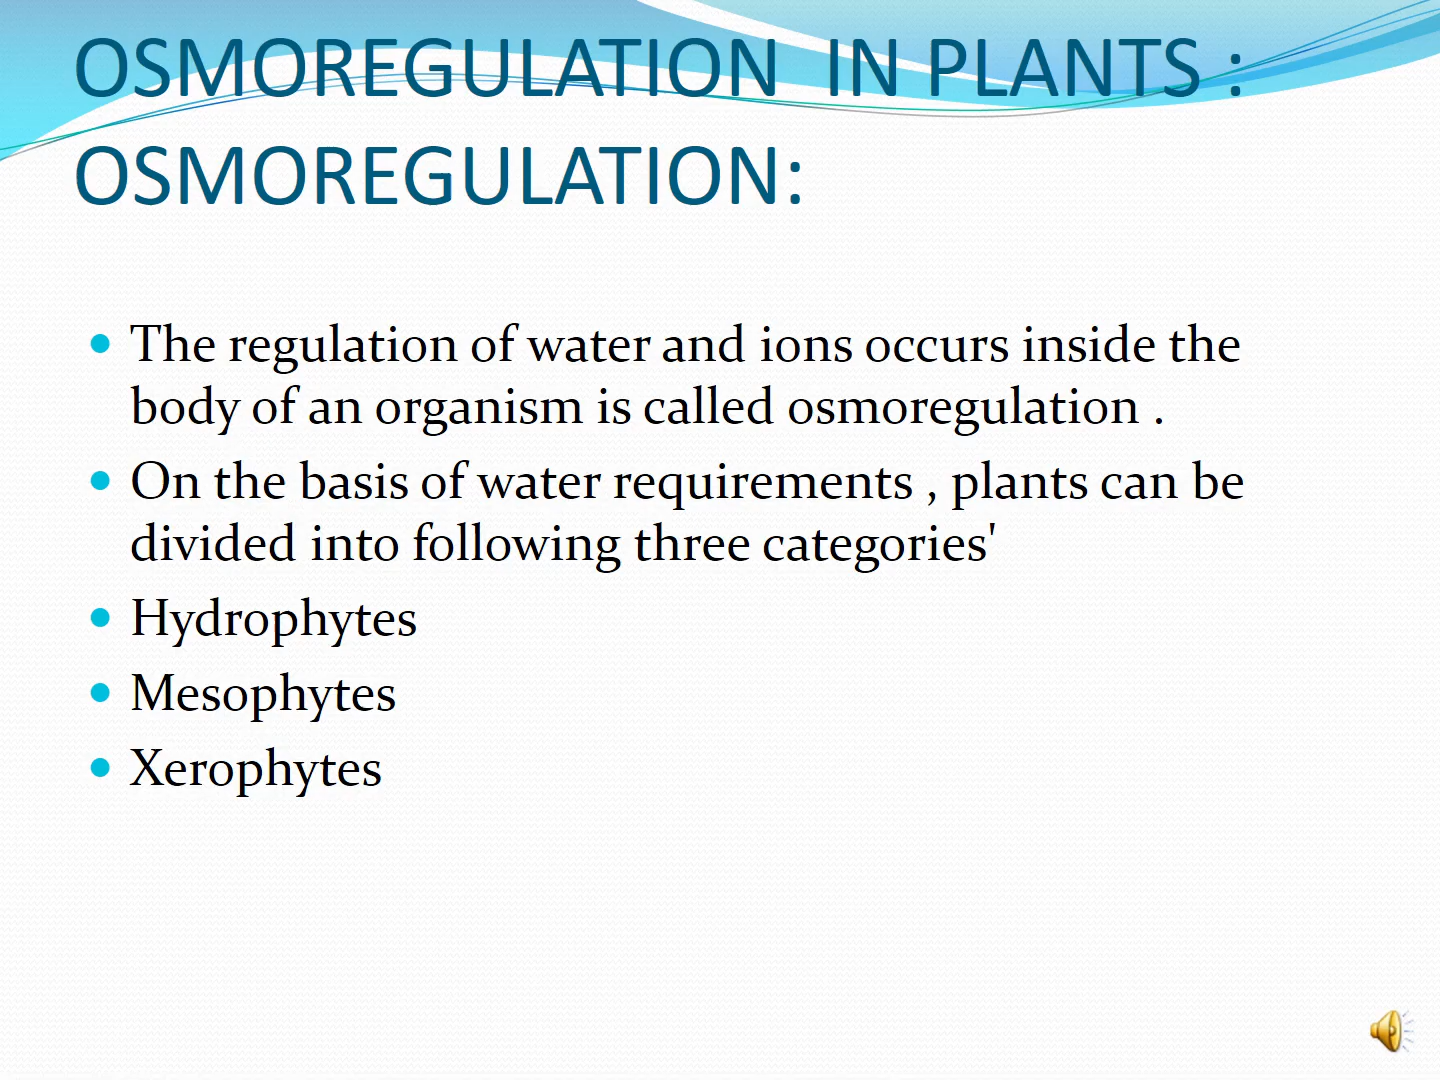 OSMOREGULATION  IN PLANTS :
OSMOREGULATION:
• The regulation of water and ions occurs inside the
body of an organism is called osmoregulation .
• On the basis of water requirements , plants can be
divided into following three categories'
• Hydrophytes
• Mesophytes
• Xerophytes